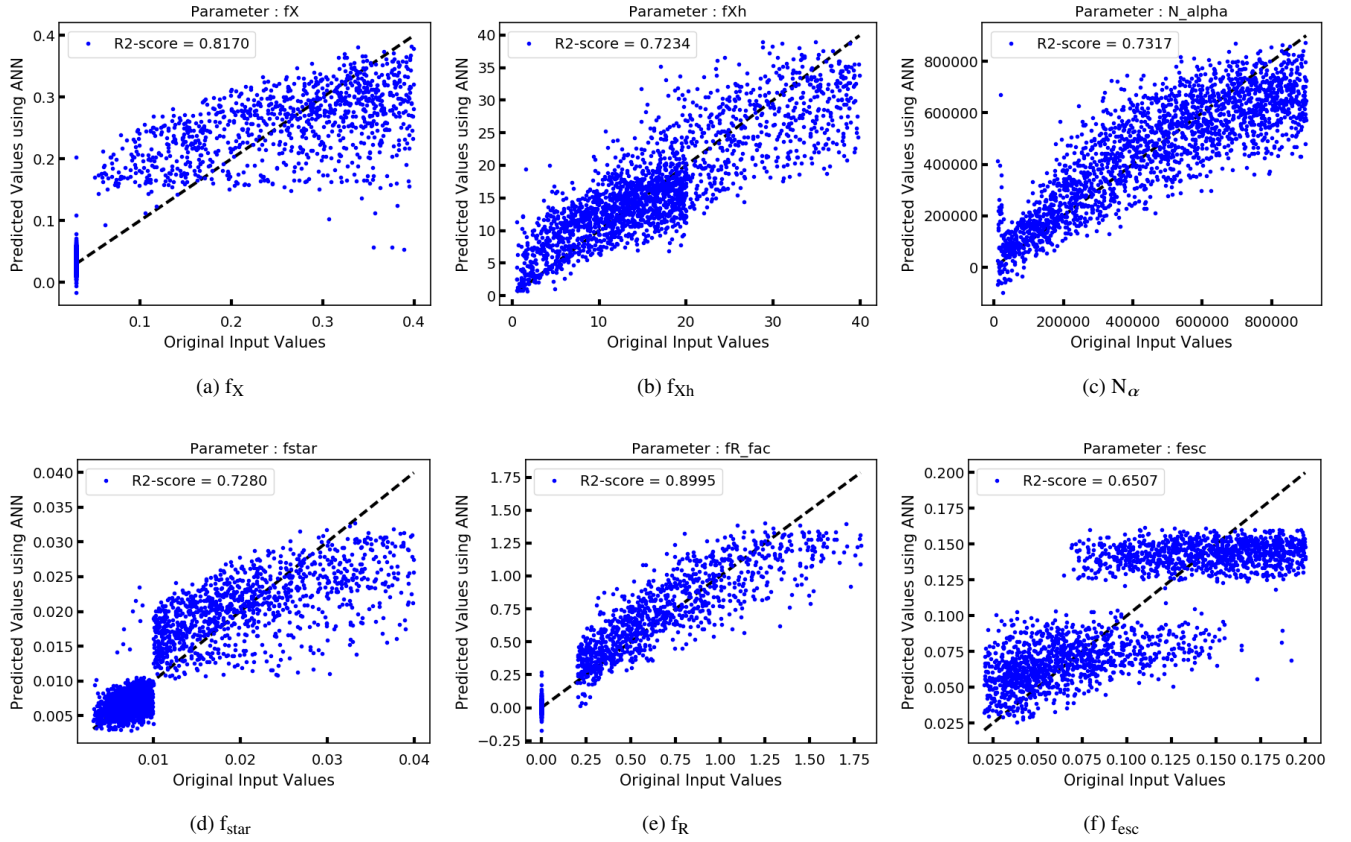 Parameter : fX
R2-score = 0.8170
Predicted Values using ANN
0.4
0.3
0.2
0.1
0.0
0.1 0.2 0.3 0.4
Original Input Values
(a) fX
Parameter : fXh
R2-score = 0.7234
Predicted Values using ANN
40
35
30
25
20
15
10
5
0
0 10 20 30 40
Original Input Values
(b) fXh
Parameter : N_alpha
R2-score = 0.7317
Predicted Values using ANN
800000
600000
400000
200000
0
0 200000 400000 600000 800000
Original Input Values
(c) Nα
Parameter : fstar
R2-score = 0.7280
Predicted Values using ANN
0.040
0.035
0.030
0.025
0.020
0.015
0.010
0.005
0.01 0.02 0.03 0.04
Original Input Values
(d) fstar
Parameter : fR_fac
R2-score = 0.8995
Predicted Values using ANN
1.75
1.50
1.25
1.00
0.75
0.50
0.25
0.00
−0.25
0.00 0.25 0.50 0.75 1.00 1.25 1.50 1.75
Original Input Values
(e) fR
Parameter : fesc
R2-score = 0.6507
Predicted Values using ANN
0.200
0.175
0.150
0.125
0.100
0.075
0.050
0.025
0.025 0.050 0.075 0.100 0.125 0.150 0.175 0.200
Original Input Values
(f) fesc